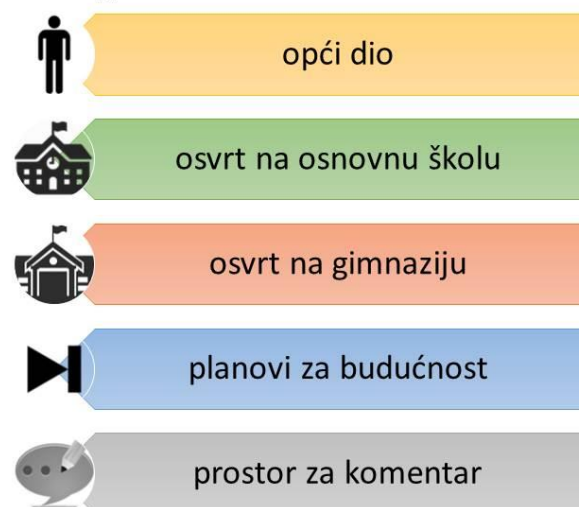 opći dio
osvrt na osnovnu školu
osvrt na gimnaziju
planovi za budućnost
prostor za komentar